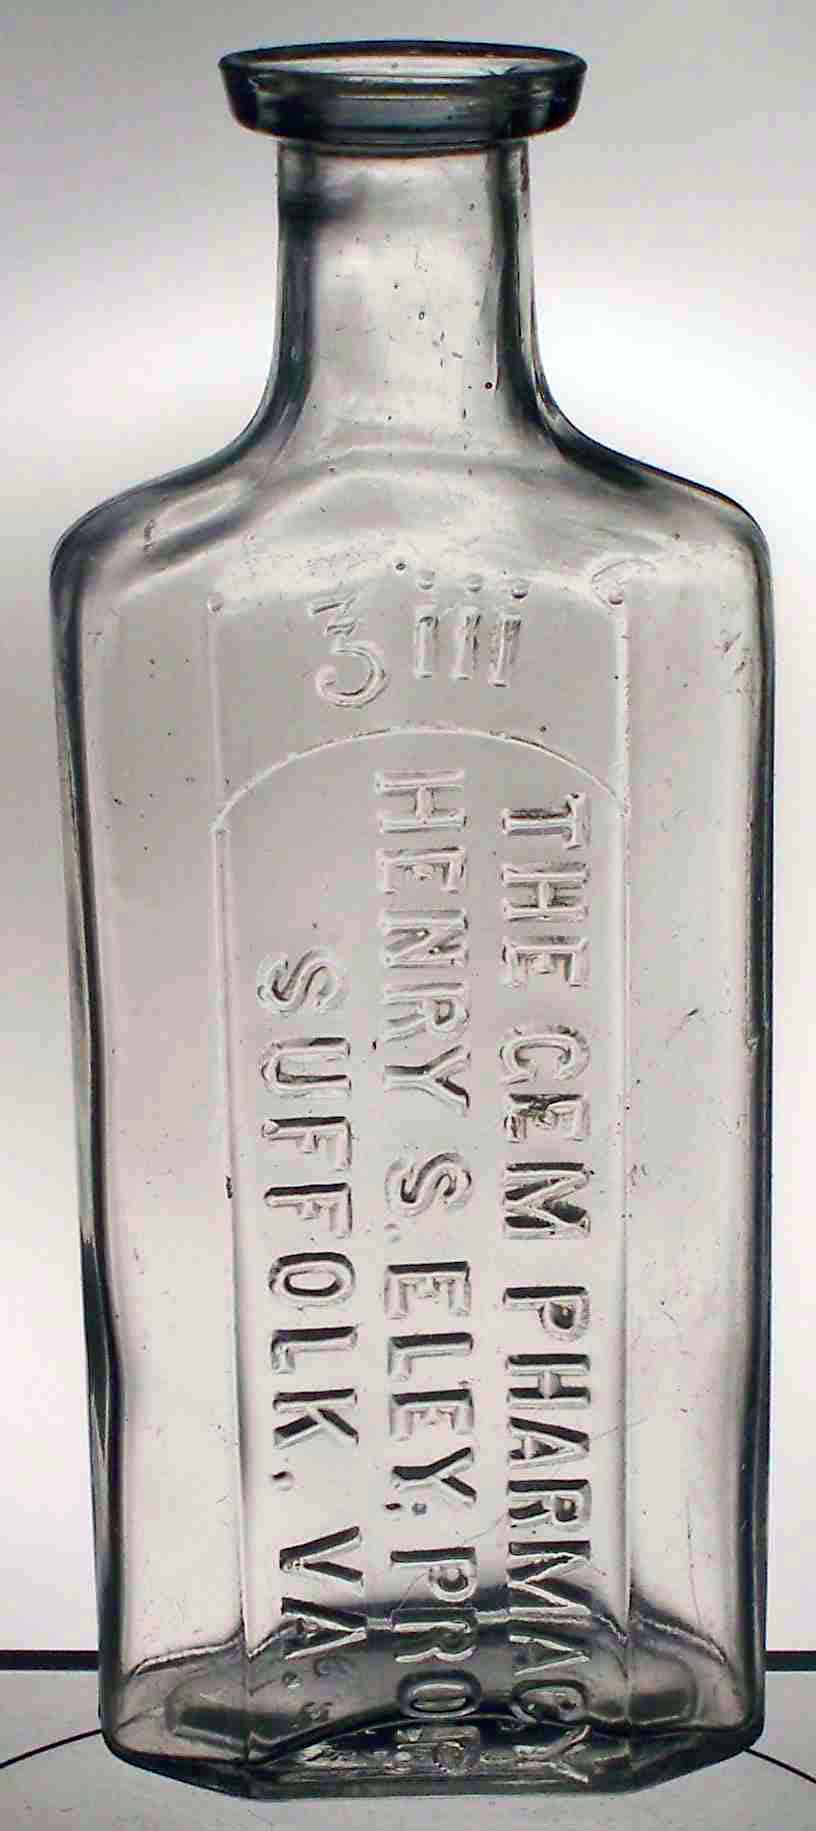 ℥iii
THE GEM PHARMACY
HENRY S. ELEY, PROP
SUFFOLK, VA.